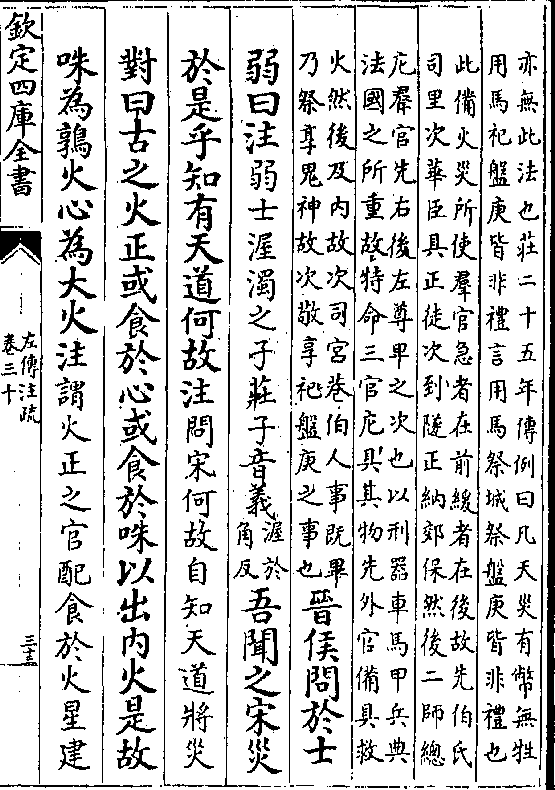 亦無此法也莊二十五年傳例曰凡天災有幣無牲
用馬祀盤庚皆非禮言用馬祭城祭盤庚皆非禮也
此備火災所使羣官急者在前緩者在後故先伯氏
司里次華臣具正徒次到隧正納郊保然後二師總
庀羣官先右後左尊卑之次也以刑器車馬甲兵典
法國之所重故特命三官庀具其物先外官備具救
火然後及内故次司宮巷伯人事既畢
乃祭享鬼神故次敬享祀盤庚之事也
晉侯問於士
弱曰注弱士渥濁之子莊子音義
渥於
角反
吾聞之宋災
於是乎知有天道何故注問宋何故自知天道將災
對曰古之火正或食於心或食於咮以出内火是故
咮為鶉火心為大火注謂火正之官配食於火星建
欽定四庫全書
左傳注疏
卷三十
三十三